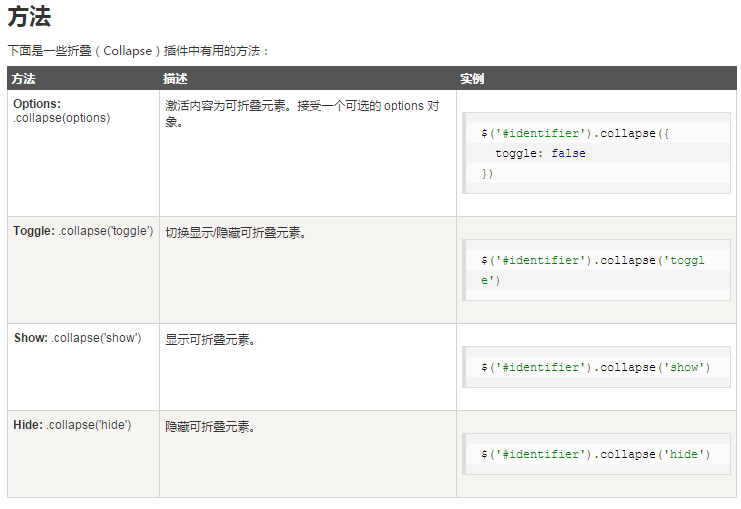 方法
下面是一些折叠（Collapse）插件中有用的方法：
方法 描述 实例
Options:
.collapse(options)
激活内容为可折叠元素。接受一个可选的 options 对
象。
$('#identifier').collapse({
  toggle: false
})
Toggle: .collapse('toggle')
切换显示/隐藏可折叠元素。
$('#identifier').collapse('toggl
e')
Show: .collapse('show')
显示可折叠元素。
$('#identifier').collapse('show')
Hide: .collapse('hide')
隐藏可折叠元素。
$('#identifier').collapse('hide')